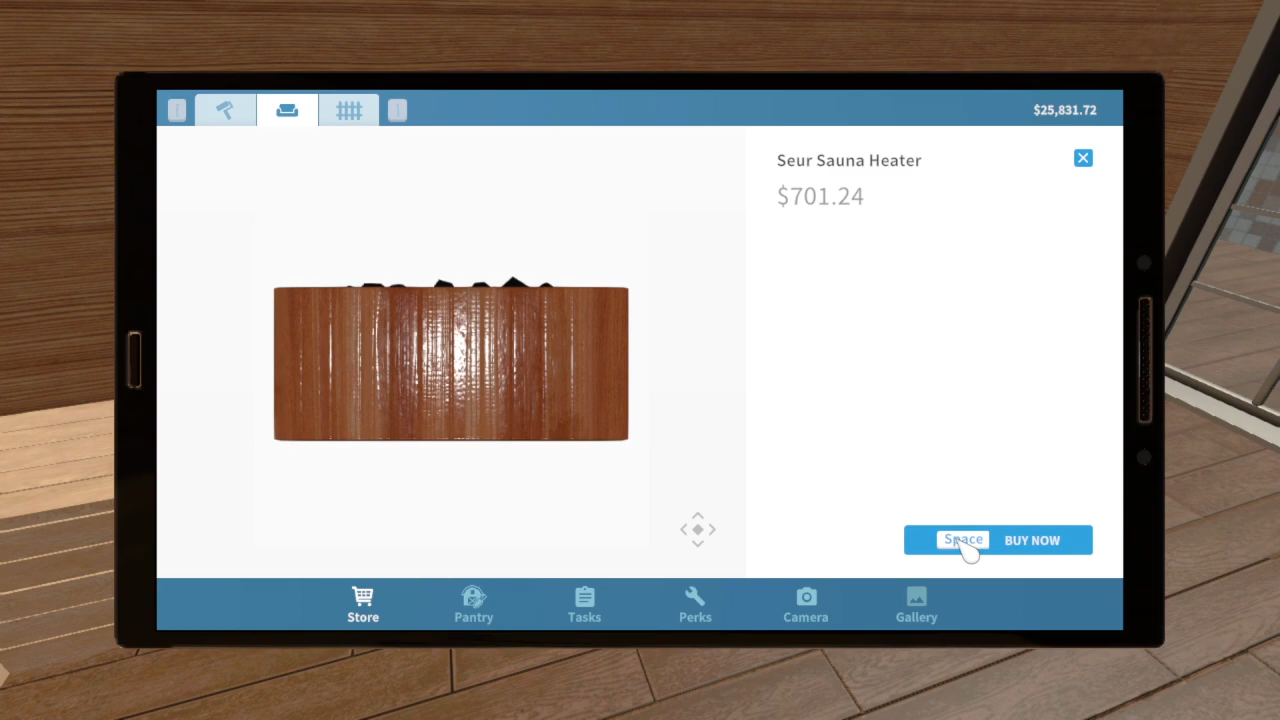 $25,831.72
Seur Sauna Heater
$701.24
Space BUY NOW
Store Pantry Tasks Perks Camera Gallery